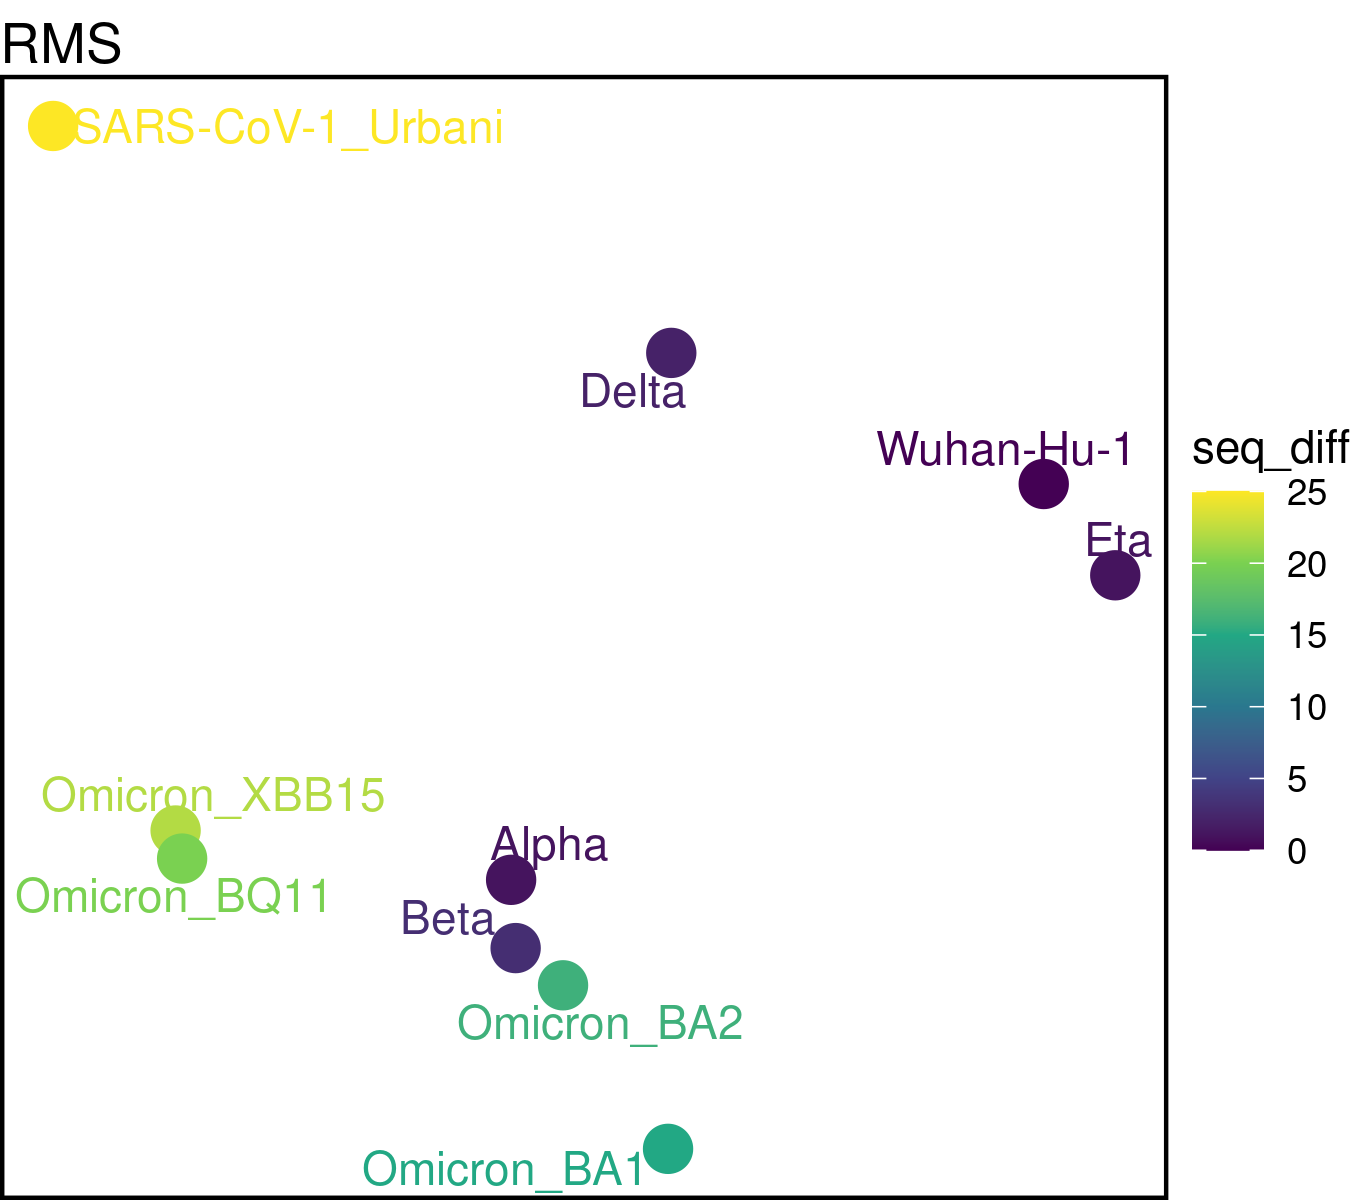 RMS
SARS-CoV-1_Urbani
Delta
Wuhan-Hu-1
Eta
Omicron_XBB15
Omicron_BQ11
Alpha
Beta
Omicron_BA2
Omicron_BA1
seq_diff
25
20
15
10
5
0